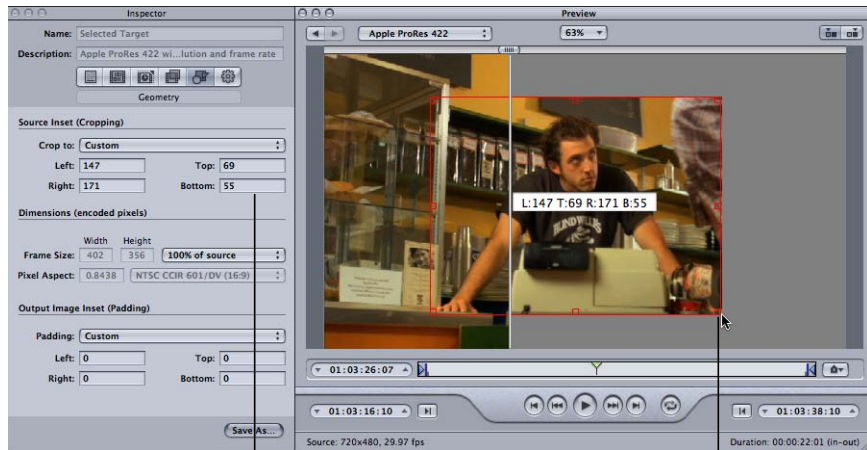 Inspector
Name: Selected Target
Description: Apple ProRes 422 wi...lution and frame rate
Geometry
Source Inset (Cropping)
Crop to: Custom
Left: 147 Top: 69
Right: 171 Bottom: 55
Dimensions (encoded pixels)
Width Height
Frame Size: 402 356 100% of source
Pixel Aspect: 0.8438 NTSC CCIR 601/DV (16:9)
Output Image Inset (Padding)
Padding: Custom
Left: 0 Top: 0
Right: 0 Bottom: 0
Save As...
Preview
Apple ProRes 422 63%
L:147 T:69 R:171 B:55
BLIND WILLIES
01:03:26:07
01:03:16:10 01:03:38:10
Source: 720x480, 29.97 fps Duration: 00:00:22:01 (in-out)